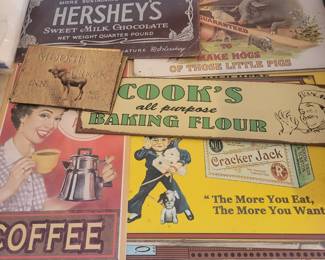 HERSHEY'S
SWEET MILK CHOCOLATE
NET WEIGHT QUARTER POUND
GUARANTEED
MAKE HOGS
OF THOSE LITTLE PIGS
COOK'S
all purpose
BAKING FLOUR
Cracker Jack
"The More You Eat,
The More You Want
COFFEE